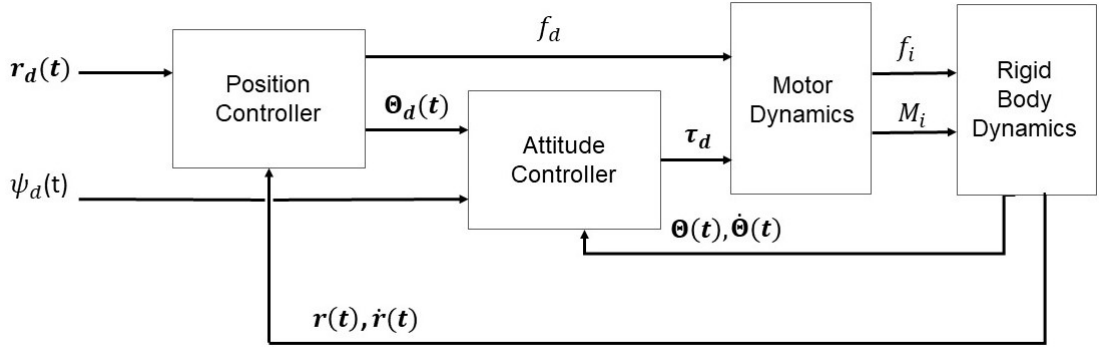 f_d
r_d(t)
Position
Controller
Motor
Dynamics
f_i
M_i
Rigid
Body
Dynamics
Θ_d(t)
Attitude
Controller
τ_d
ψ_d(t)
Θ(t), Θ̇(t)
r(t), ṙ(t)